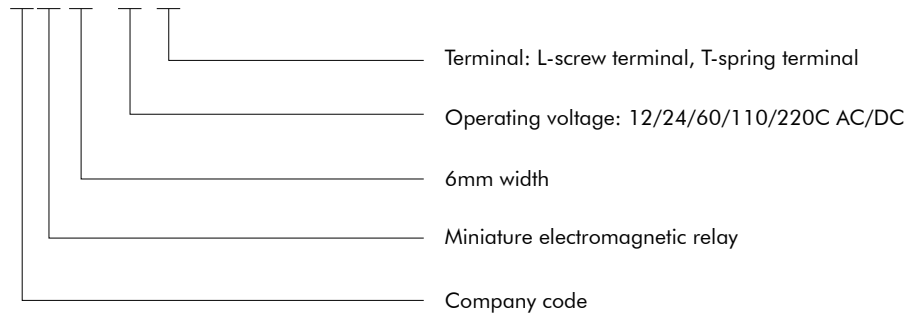 Terminal: L-screw terminal, T-spring terminal
Operating voltage: 12/24/60/110/220C AC/DC
6mm width
Miniature electromagnetic relay
Company code